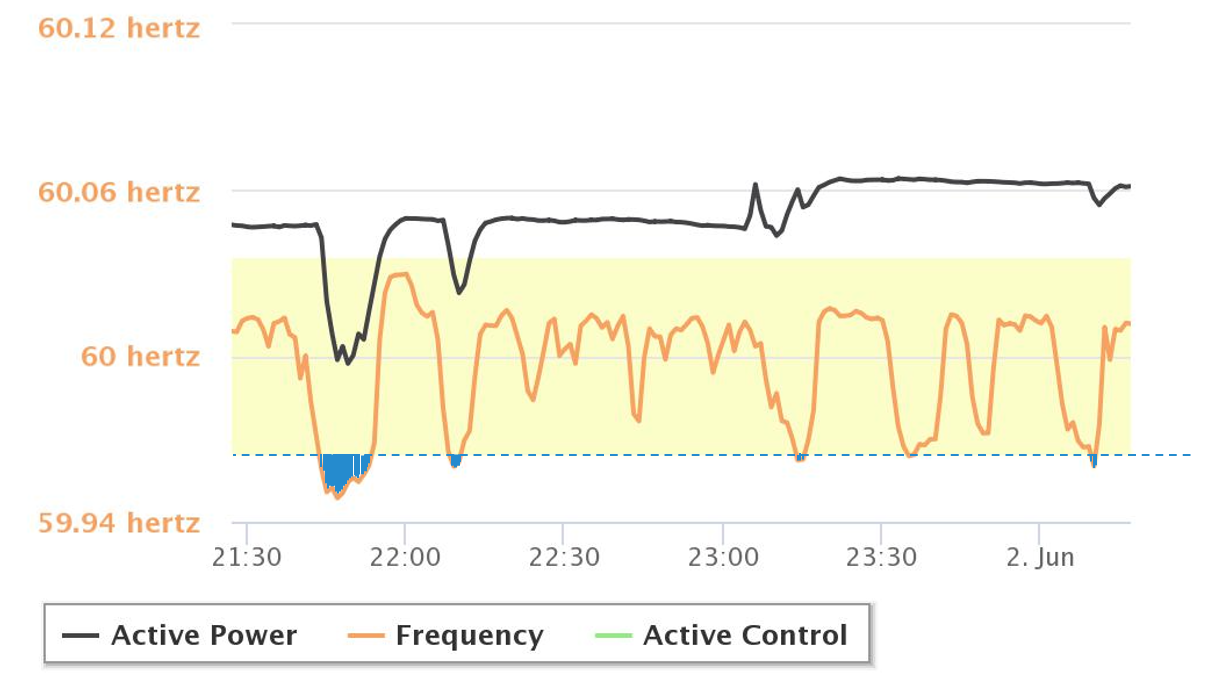 60.12 hertz
60.06 hertz
60 hertz
59.94 hertz
21:30 22:00 22:30 23:00 23:30 2. Jun
Active Power Frequency Active Control